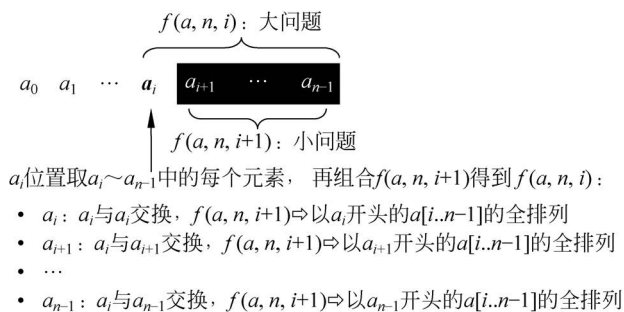 f(a, n, i)：大问题
a0 a1 … ai ai+1 … an−1
f(a, n, i+1)：小问题
ai位置取ai～an−1中的每个元素，再组合f(a, n, i+1)得到 f(a, n, i)：
• ai：ai与ai交换，f(a, n, i+1)⇨以ai开头的a[i..n−1]的全排列
• ai+1：ai与ai+1交换，f(a, n, i+1)⇨以ai+1开头的a[i..n−1]的全排列
• …
• an−1：ai与an−1交换，f(a, n, i+1)⇨以an−1开头的a[i..n−1]的全排列